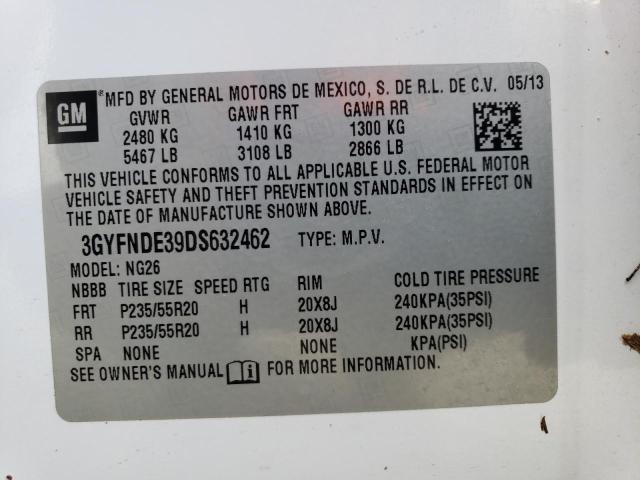 GM
®MFD BY GENERAL MOTORS DE MEXICO, S. DE R.L. DE C.V. 05/13
GVWR GAWR FRT GAWR RR
2480 KG 1410 KG 1300 KG
5467 LB 3108 LB 2866 LB
THIS VEHICLE CONFORMS TO ALL APPLICABLE U.S. FEDERAL MOTOR
VEHICLE SAFETY AND THEFT PREVENTION STANDARDS IN EFFECT ON
THE DATE OF MANUFACTURE SHOWN ABOVE.
3GYFNDE39DS632462 TYPE: M.P.V.
MODEL: NG26
NBBB TIRE SIZE SPEED RTG RIM COLD TIRE PRESSURE
FRT P235/55R20 H 20X8J 240KPA(35PSI)
RR P235/55R20 H 20X8J 240KPA(35PSI)
SPA NONE NONE KPA(PSI)
SEE OWNER'S MANUAL FOR MORE INFORMATION.